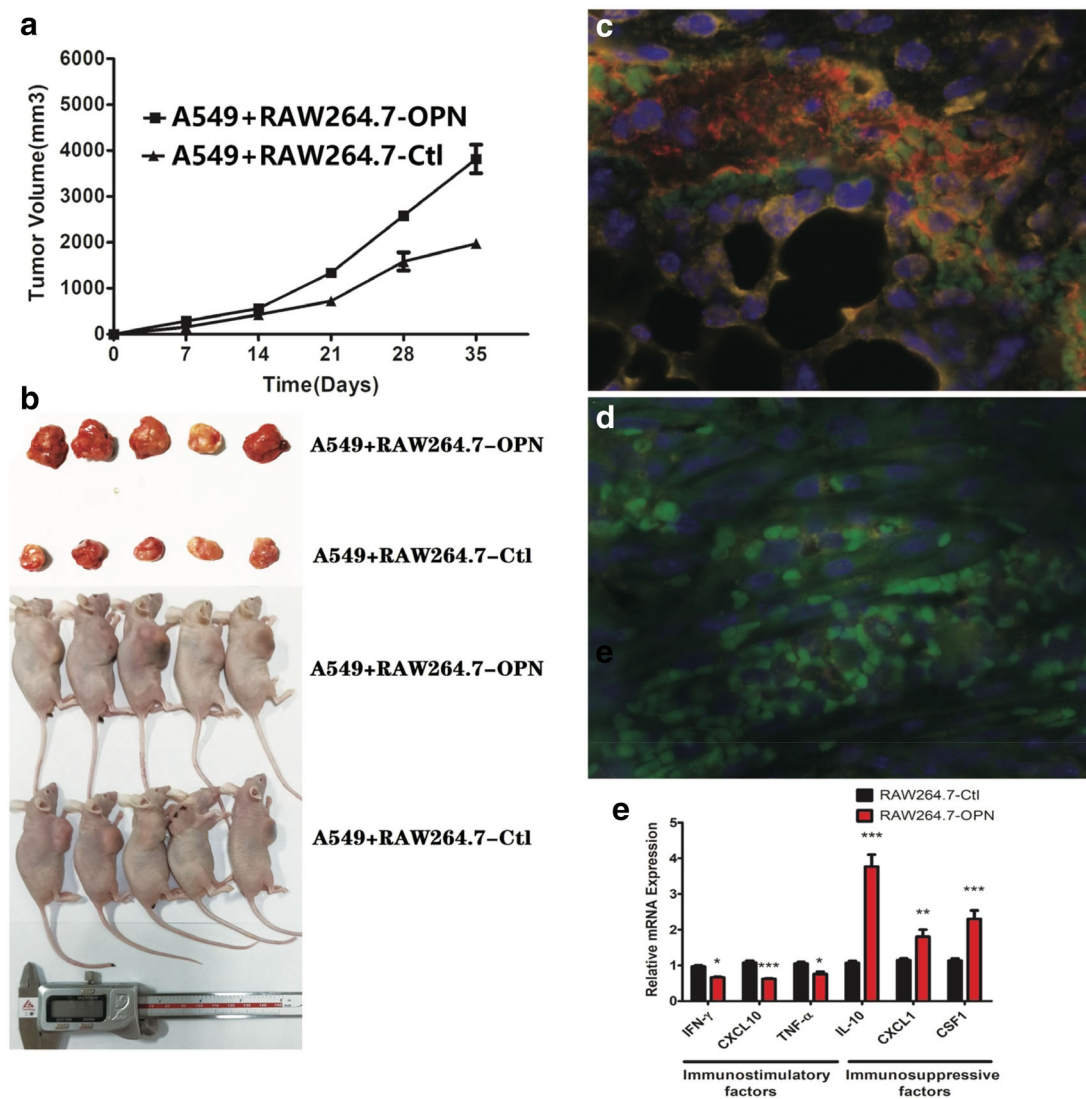 a
6000
5000
4000
3000
2000
1000
0
Tumor Volume(mm3)
A549+RAW264.7-OPN
A549+RAW264.7-Ctl
0 7 14 21 28 35
Time(Days)
b
A549+RAW264.7-OPN
A549+RAW264.7-Ctl
A549+RAW264.7-OPN
A549+RAW264.7-Ctl
c
d
e
e
RAW264.7-Ctl
RAW264.7-OPN
Relative mRNA Expression
5
4
3
2
1
0
* *** * *** ** ***
IFN-γ CXCL10 TNF-α IL-10 CXCL1 CSF1
Immunostimulatory
factors
Immunosuppressive
factors